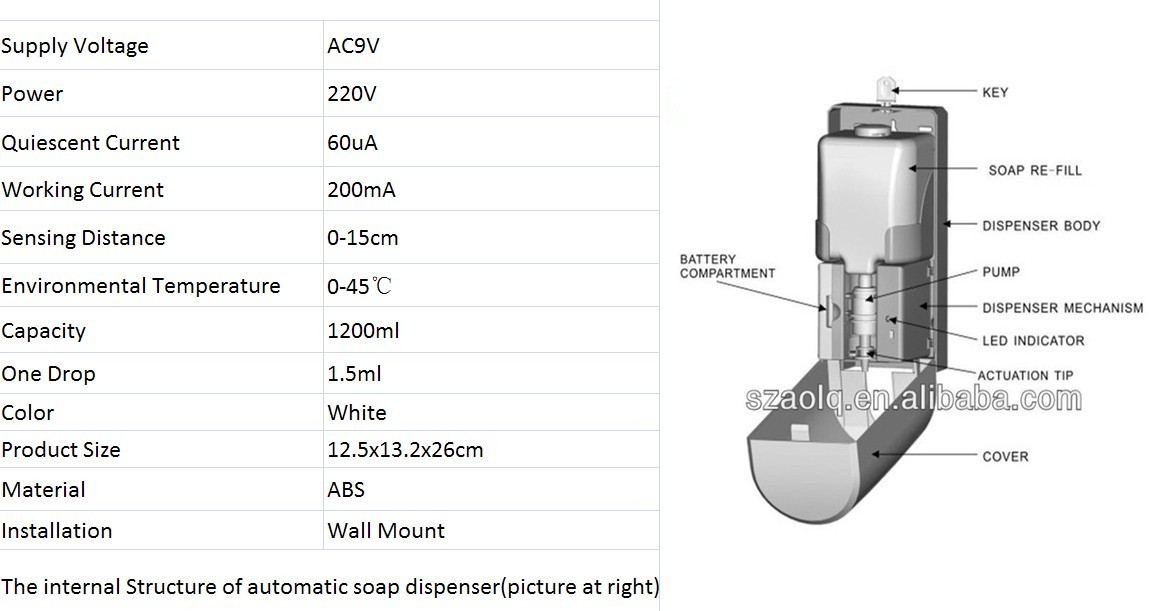 Supply Voltage AC9V
Power 220V
Quiescent Current 60uA
Working Current 200mA
Sensing Distance 0-15cm
Environmental Temperature 0-45℃
Capacity 1200ml
One Drop 1.5ml
Color White
Product Size 12.5x13.2x26cm
Material ABS
Installation Wall Mount
The internal Structure of automatic soap dispenser(picture at right)
KEY
SOAP RE-FILL
DISPENSER BODY
BATTERY
COMPARTMENT
PUMP
DISPENSER MECHANISM
LED INDICATOR
ACTUATION TIP
szaolq.en.alibaba.com
COVER